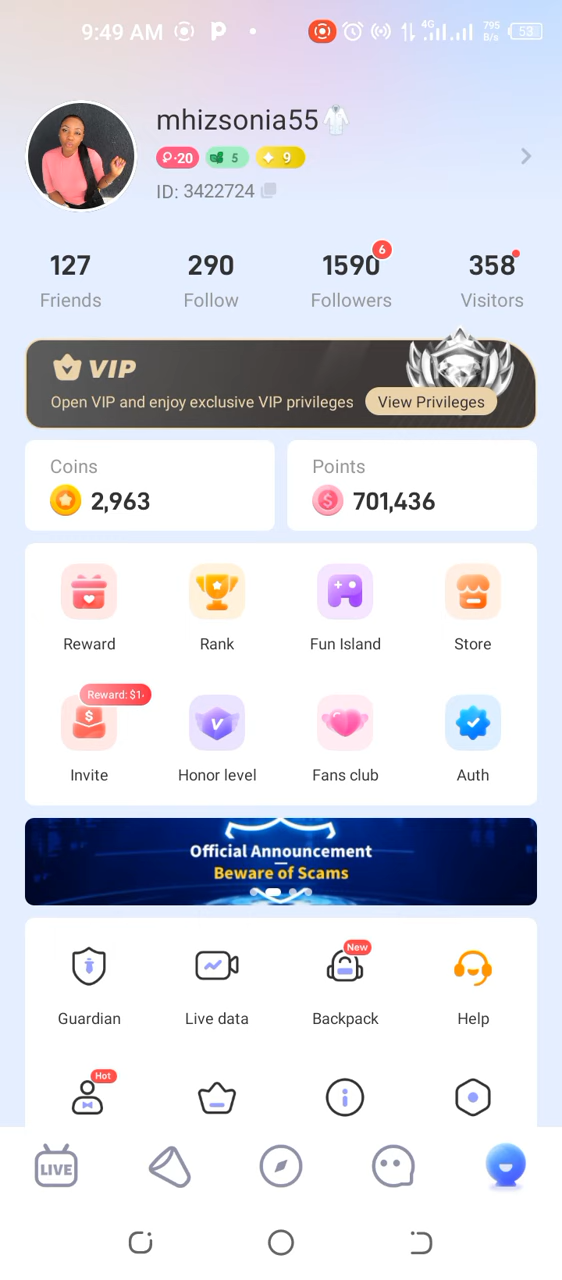 9:49 AM
4G
795 B/s
53
mhizsonia55
20
5
9
ID: 3422724
127
290
1590
6
358
Friends
Follow
Followers
Visitors
VIP
Open VIP and enjoy exclusive VIP privileges
View Privileges
Coins
Points
2,963
701,436
Reward
Rank
Fun Island
Store
Reward: $1
Invite
Honor level
Fans club
Auth
Official Announcement
Beware of Scams
New
Guardian
Live data
Backpack
Help
Hot
LIVE